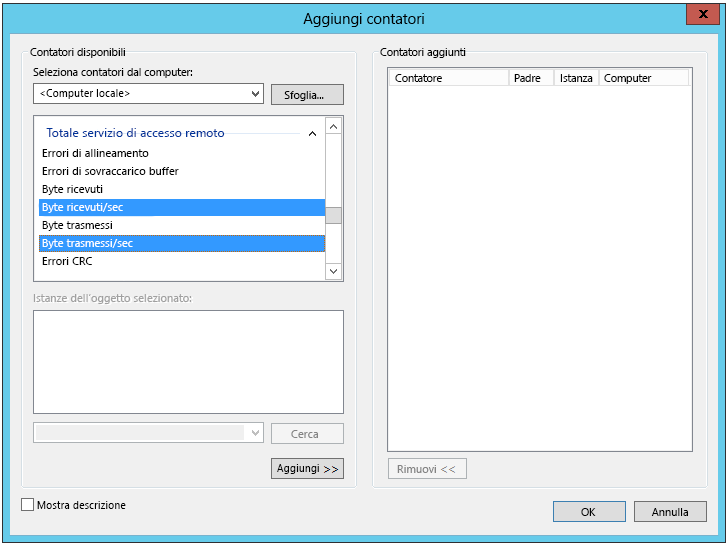 Aggiungi contatori
x
Contatori disponibili
Seleziona contatori dal computer:
<Computer locale>
Sfoglia...
Totale servizio di accesso remoto
Errori di allineamento
Errori di sovraccarico buffer
Byte ricevuti
Byte ricevuti/sec
Byte trasmessi
Byte trasmessi/sec
Errori CRC
Istanze dell'oggetto selezionato:
Cerca
Aggiungi >>
Contatori aggiunti
Contatore Padre Istanza Computer
Rimuovi <<
Mostra descrizione
OK Annulla